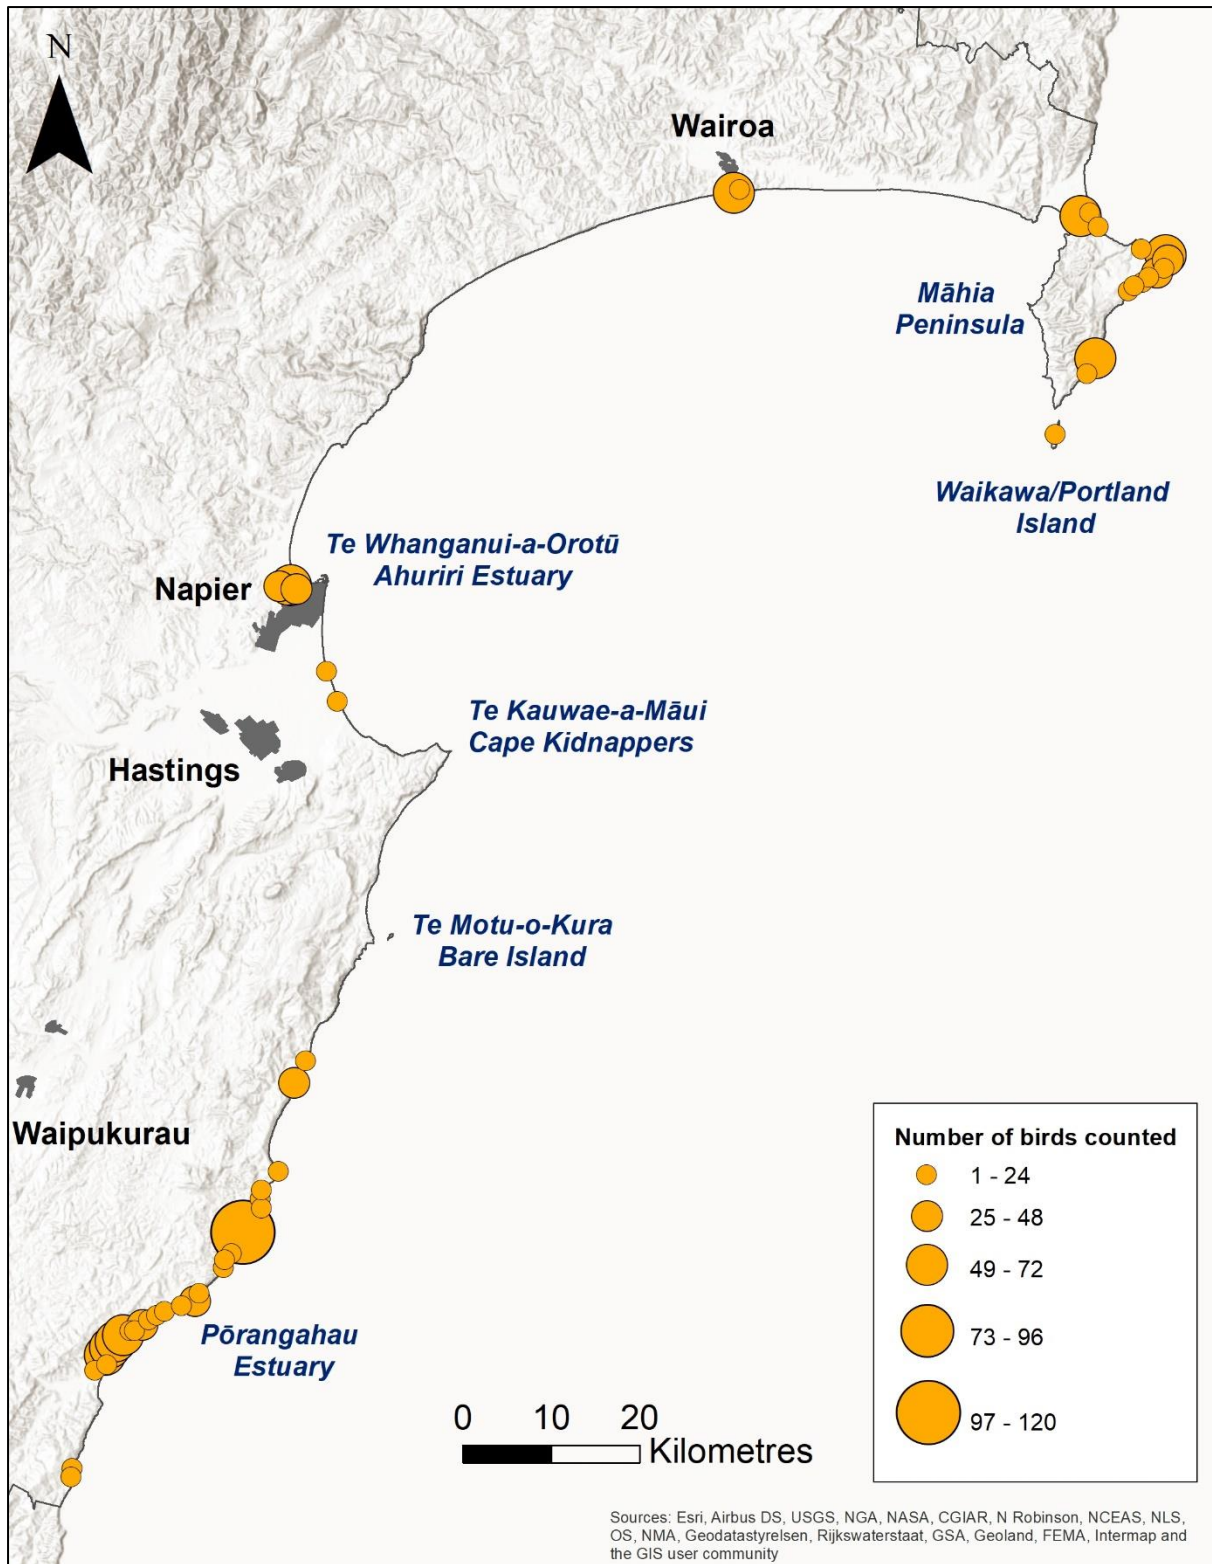 N
Wairoa
Māhia
Peninsula
Waikawa/Portland
Island
Te Whanganui-a-Orotū
Ahuriri Estuary
Napier
Te Kauwae-a-Māui
Cape Kidnappers
Hastings
Te Motu-o-Kura
Bare Island
Waipukurau
Number of birds counted
1 - 24
25 - 48
49 - 72
73 - 96
97 - 120
Pōrangahau
Estuary
0 10 20
Kilometres
Sources: Esri, Airbus DS, USGS, NGA, NASA, CGIAR, N Robinson, NCEAS, NLS,
OS, NMA, Geodatastyrelsen, Rijkswaterstaat, GSA, Geoland, FEMA, Intermap and
the GIS user community